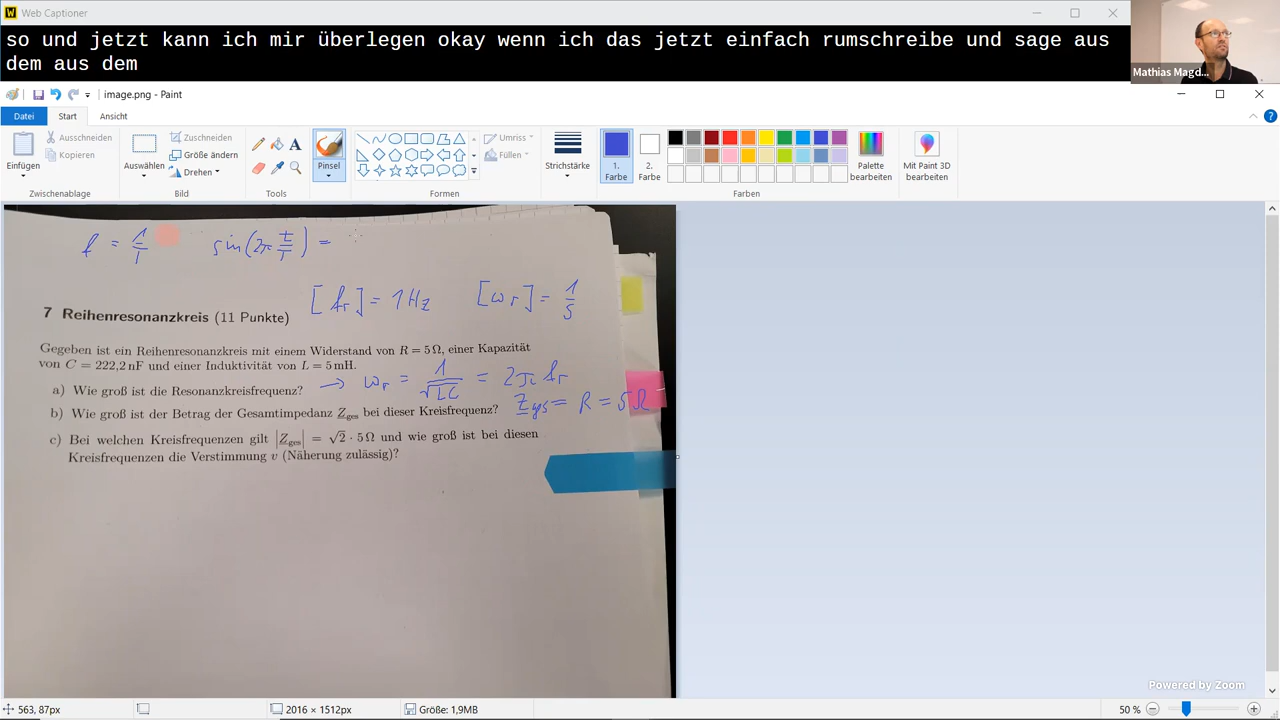 Web Captioner
so und jetzt kann ich mir überlegen okay wenn ich das jetzt einfach rumschreibe und sage aus
dem aus dem
Mathias Magd...
image.png - Paint
Datei Start Ansicht
Einfügen
Ausschneiden
Kopieren
Zwischenablage
Auswählen
Zuschneiden
Größe ändern
Drehen
Bild
A
Pinsel
Tools
Umriss
Füllen
Formen
Strichstärke
1. Farbe
2. Farbe
Palette bearbeiten
Farben
Mit Paint 3D bearbeiten
f = 1/T sin(2π t/T) =
[fr] = 1Hz [ωr] = 1/s
7 Reihenresonanzkreis (11 Punkte)
Gegeben ist ein Reihenresonanzkreis mit einem Widerstand von R = 5 Ω, einer Kapazität
von C = 222,2 nF und einer Induktivität von L = 5 mH.
a) Wie groß ist die Resonanzkreisfrequenz? → ωr = 1/√LC = 2π fr
b) Wie groß ist der Betrag der Gesamtimpedanz Zges bei dieser Kreisfrequenz? Zges = R = 5Ω
c) Bei welchen Kreisfrequenzen gilt |Zges| = √2 · 5 Ω und wie groß ist bei diesen
Kreisfrequenzen die Verstimmung v (Näherung zulässig)?
Powered by Zoom
563, 87px
2016 × 1512px
Größe: 1,9MB
50 %